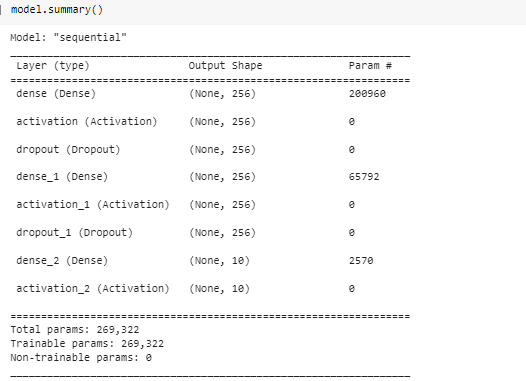 model.summary()
Model: "sequential"
_________________________________________________________________
Layer (type) Output Shape Param #
=================================================================
dense (Dense) (None, 256) 200960
activation (Activation) (None, 256) 0
dropout (Dropout) (None, 256) 0
dense_1 (Dense) (None, 256) 65792
activation_1 (Activation) (None, 256) 0
dropout_1 (Dropout) (None, 256) 0
dense_2 (Dense) (None, 10) 2570
activation_2 (Activation) (None, 10) 0
=================================================================
Total params: 269,322
Trainable params: 269,322
Non-trainable params: 0
_________________________________________________________________